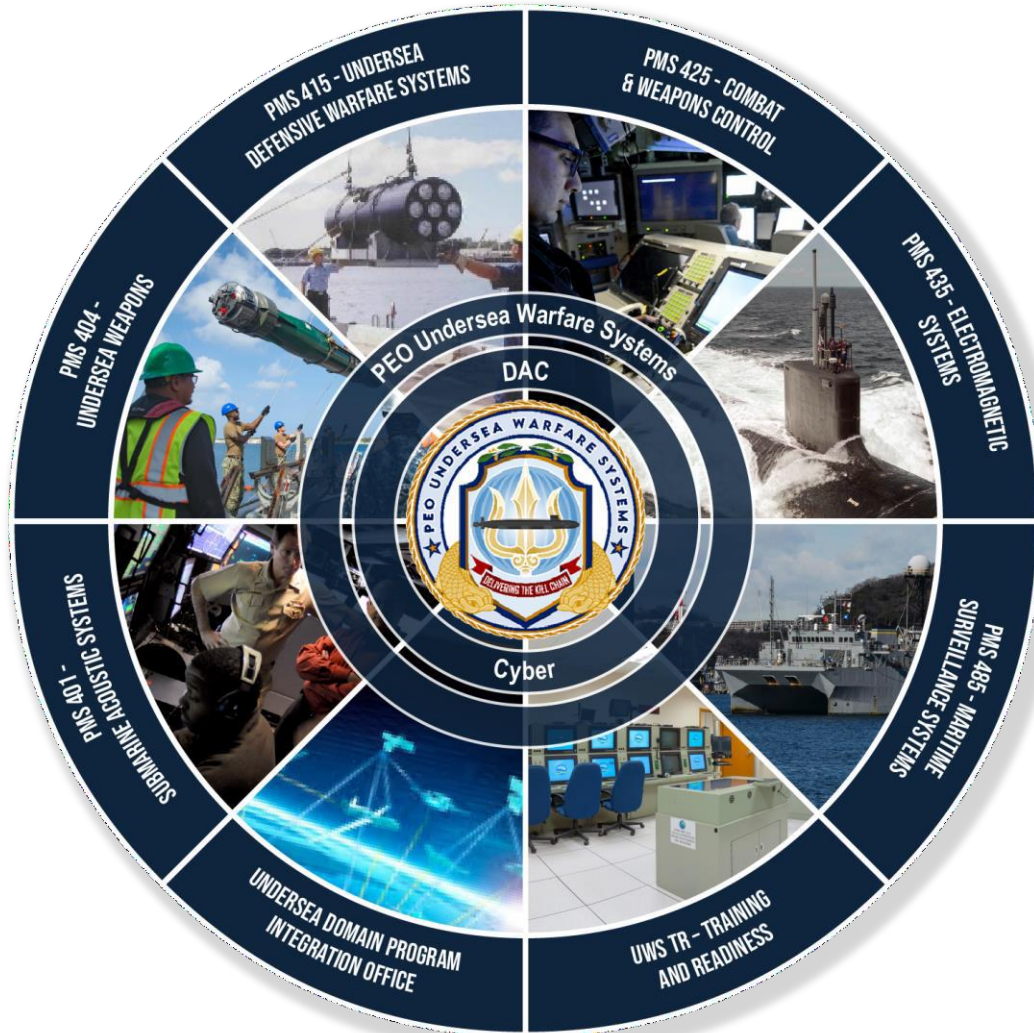 PMS 415 - UNDERSEA
DEFENSIVE WARFARE SYSTEMS
PMS 425 - COMBAT
& WEAPONS CONTROL
PMS 435 - ELECTROMAGNETIC
SYSTEMS
PMS 485 - MARITIME
SURVEILLANCE SYSTEMS
UWS TR – TRAINING
AND READINESS
UNDERSEA DOMAIN PROGRAM
INTEGRATION OFFICE
PMS 401 -
SUBMARINE ACOUSTIC SYSTEMS
PMS 404 -
UNDERSEA WEAPONS
PEO Undersea Warfare Systems
DAC
PEO UNDERSEA WARFARE SYSTEMS
DELIVERING THE KILL CHAIN
Cyber